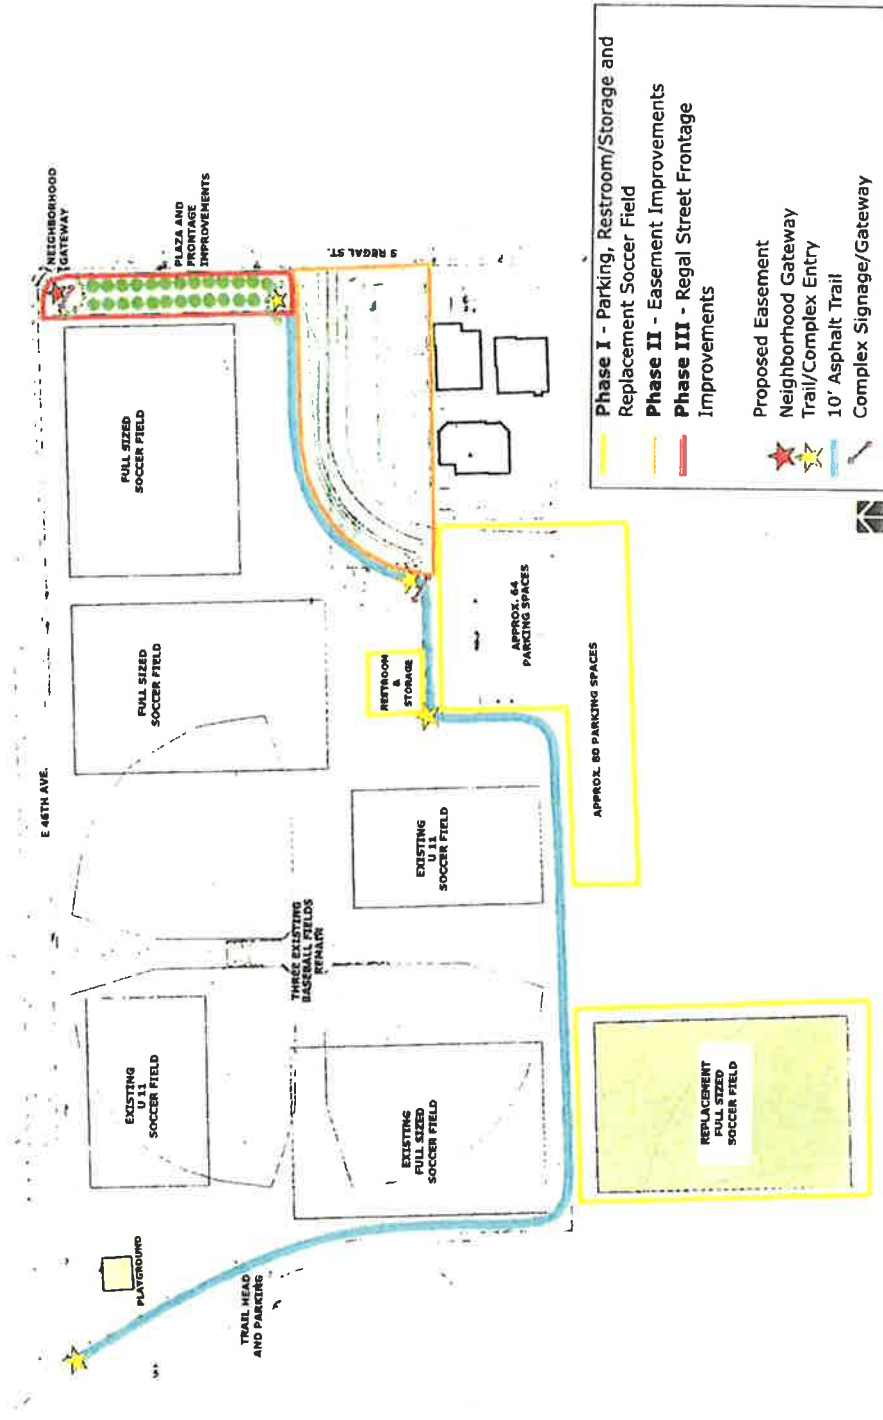 E 46TH AVE.
NEIGHBORHOOD
GATEWAY
PLAZA AND
FRONTAGE
IMPROVEMENTS
S REGAL ST.
FULL SIZED
SOCCER FIELD
FULL SIZED
SOCCER FIELD
RESTROOM
&
STORAGE
APPROX. 64
PARKING SPACES
APPROX. 80 PARKING SPACES
EXISTING
U 11
SOCCER FIELD
THREE EXISTING
BASEBALL FIELDS
REMAIN
EXISTING
U 11
SOCCER FIELD
EXISTING
FULL SIZED
SOCCER FIELD
REPLACEMENT
FULL SIZED
SOCCER FIELD
PLAYGROUND
TRAIL HEAD
AND PARKING
Phase I - Parking, Restroom/Storage and
Replacement Soccer Field
Phase II - Easement Improvements
Phase III - Regal Street Frontage
Improvements
Proposed Easement
Neighborhood Gateway
Trail/Complex Entry
10' Asphalt Trail
Complex Signage/Gateway